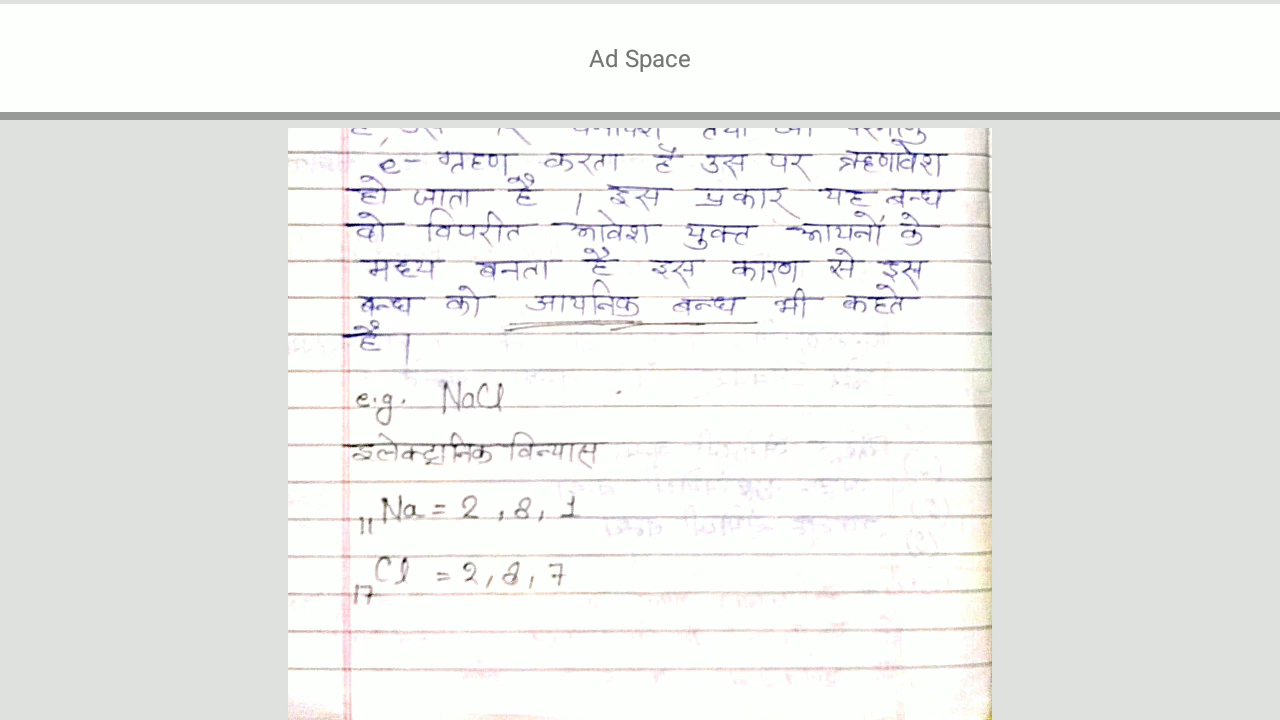 Ad Space
तथा
e- ग्रहण करता है उस पर ऋणावेश
हो जाता है । इस प्रकार यह बन्ध
दो विपरीत आवेश युक्त आयनों के
मध्य बनता है इस कारण से इस
बन्ध को आयनिक बन्ध भी कहते
है ।
e.g. NaCl
इलेक्ट्रानिक विन्यास
11Na = 2, 8, 1
17Cl = 2, 8, 7